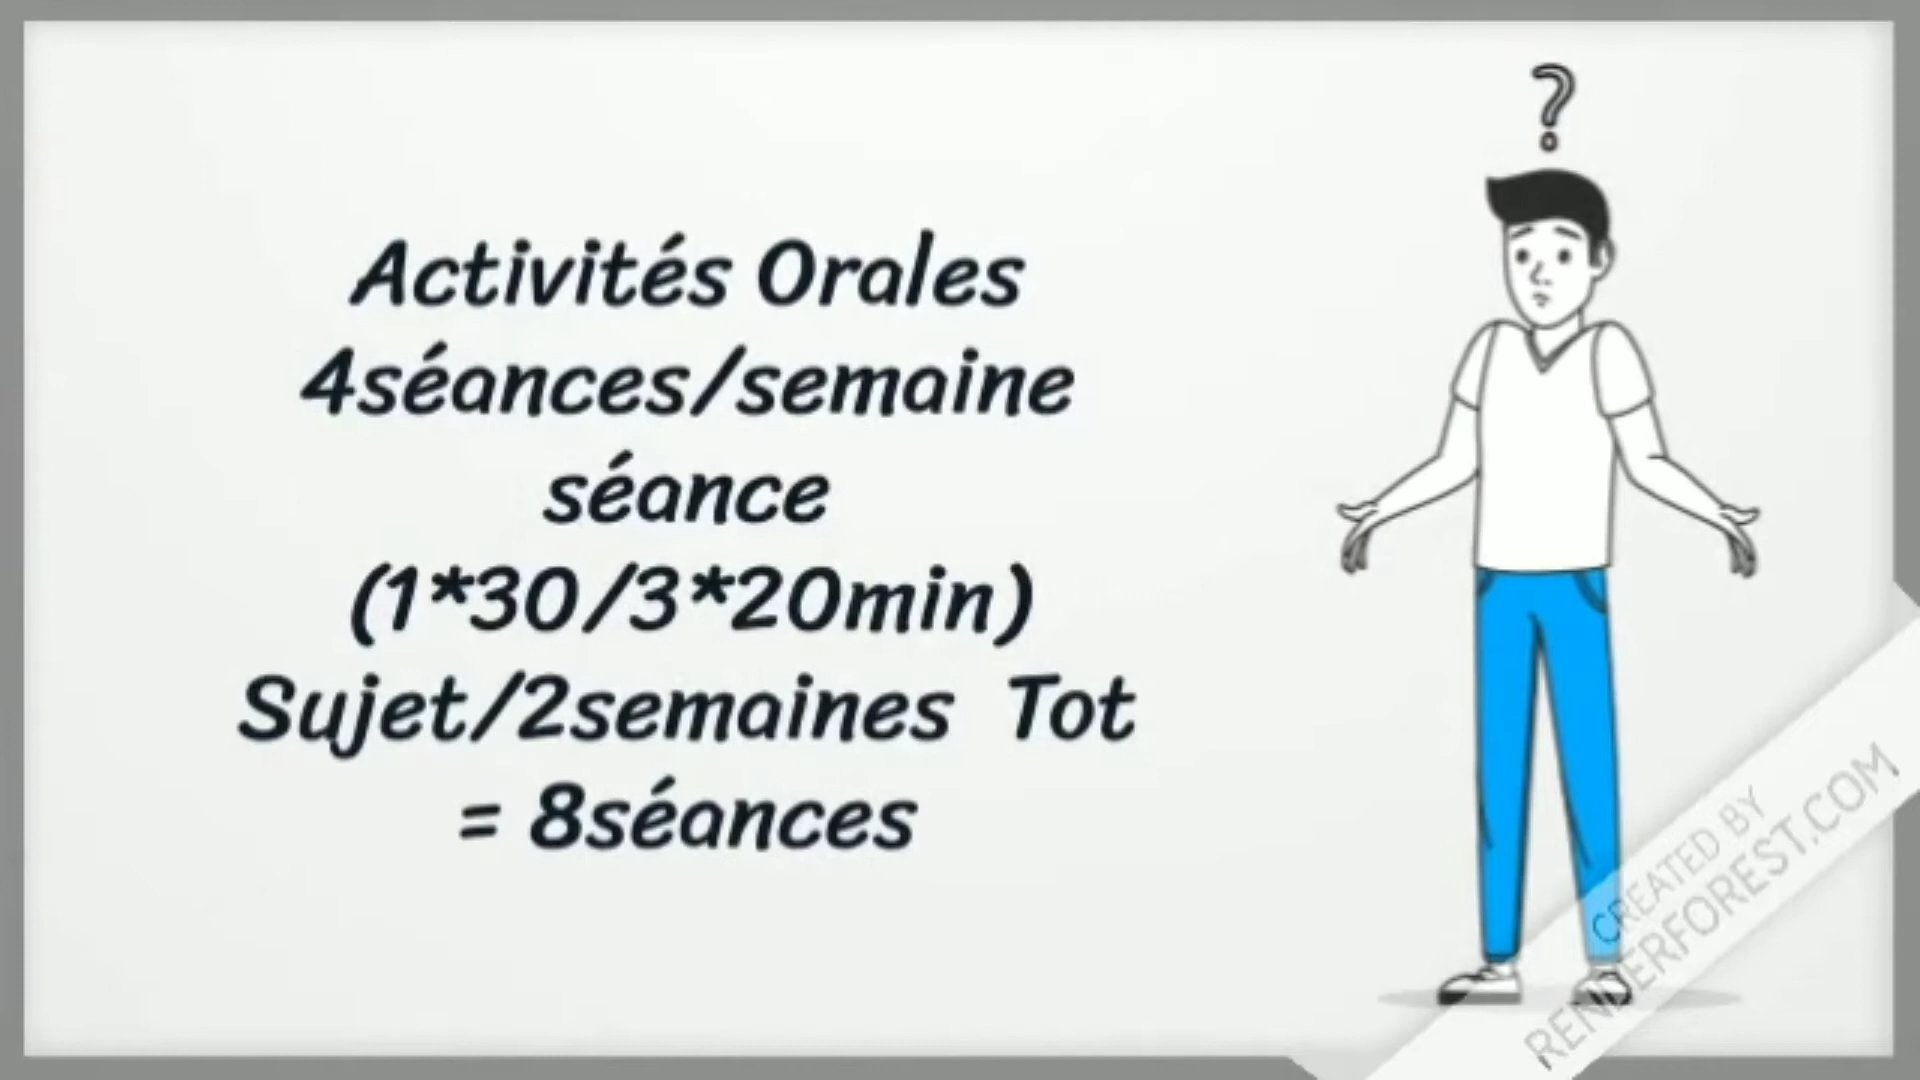 ?
Activités Orales
4séances/semaine
séance
(1*30/3*20min)
Sujet/2semaines Tot
= 8séances
CREATED BY
RENDERFOREST.COM